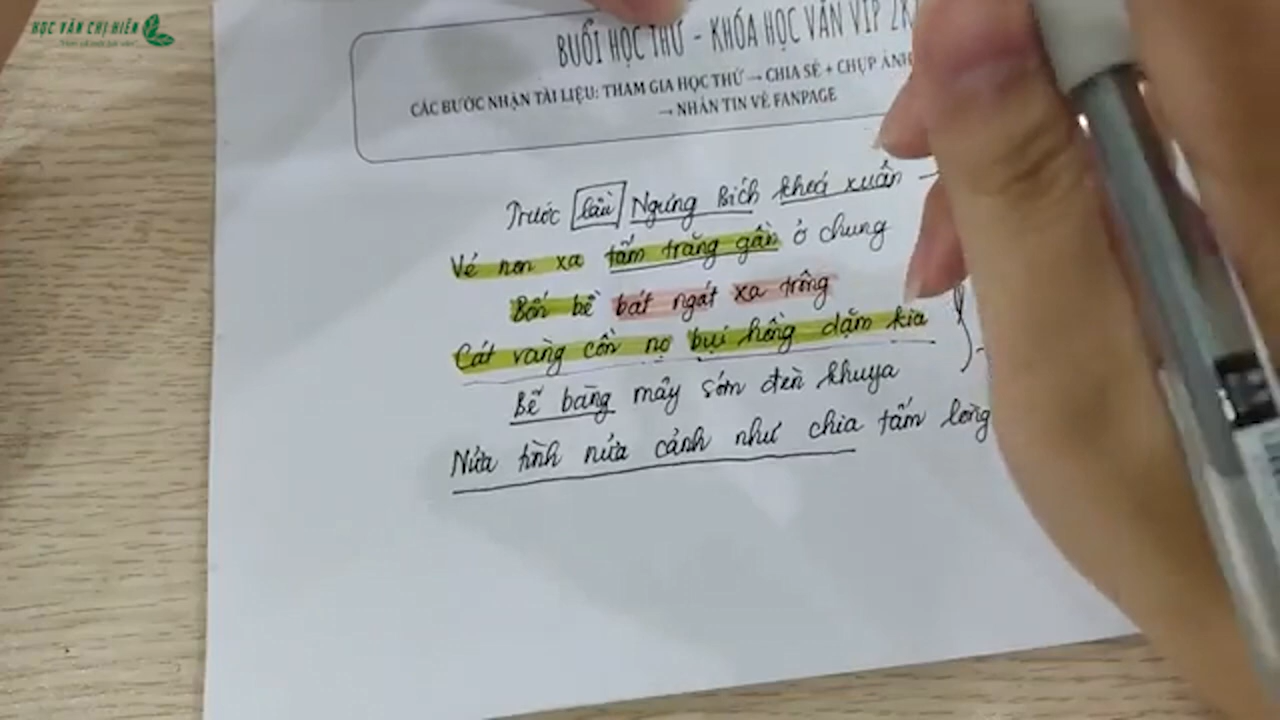 HỌC VĂN CHỊ HIÊN
BUỔI HỌC THỬ - KHÓA HỌC VĂN VIP 2K
CÁC BƯỚC NHẬN TÀI LIỆU: THAM GIA HỌC THỬ → CHIA SẺ + CHỤP ẢNH
→ NHẮN TIN VỀ FANPAGE
Trước lầu Ngưng Bích khoá xuân
Vẻ non xa tấm trăng gần ở chung
Bốn bề bát ngát xa trông
Cát vàng cồn nọ bụi hồng dặm kia
Bẽ bàng mây sớm đèn khuya
Nửa tình nửa cảnh như chia tấm lòng